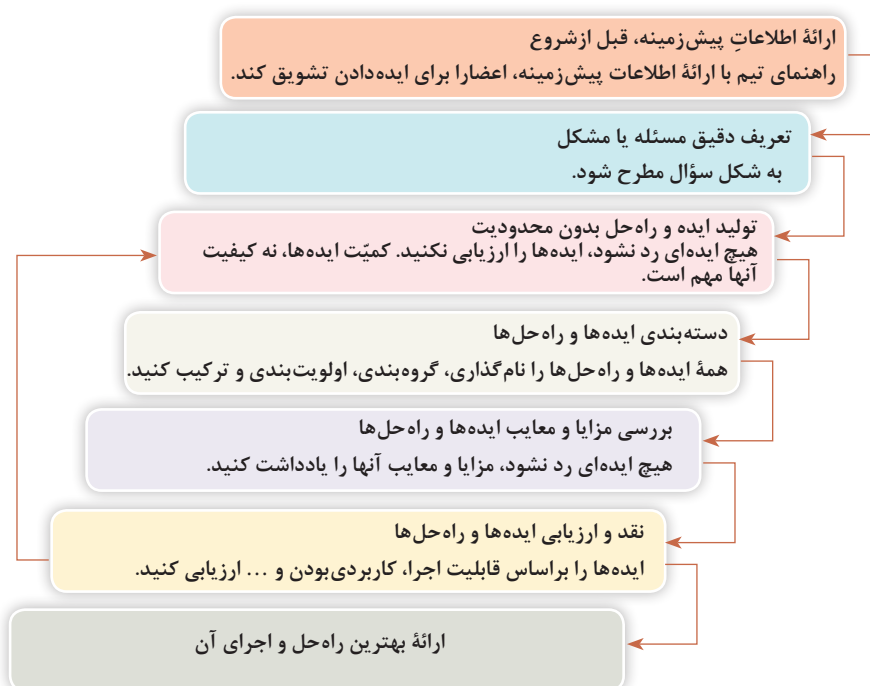 ارائهٔ اطلاعاتِ پیش‌زمینه، قبل ازشروع
راهنمای تیم با ارائهٔ اطلاعات پیش‌زمینه، اعضارا برای ایده‌دادن تشویق کند.
تعریف دقیق مسئله یا مشکل
به شکل سؤال مطرح شود.
تولید ایده و راه‌حل بدون محدودیت
هیچ ایده‌ای رد نشود، ایده‌ها را ارزیابی نکنید. کمیّت ایده‌ها، نه کیفیت
آنها مهم است.
دسته‌بندی ایده‌ها و راه‌حل‌ها
همهٔ ایده‌ها و راه‌حل‌ها را نام‌گذاری، گروه‌بندی، اولویت‌بندی و ترکیب کنید.
بررسی مزایا و معایب ایده‌ها و راه‌حل‌ها
هیچ ایده‌ای رد نشود، مزایا و معایب آنها را یادداشت کنید.
نقد و ارزیابی ایده‌ها و راه‌حل‌ها
ایده‌ها را براساس قابلیت اجرا، کاربردی‌بودن و ... ارزیابی کنید.
ارائهٔ بهترین راه‌حل و اجرای آن